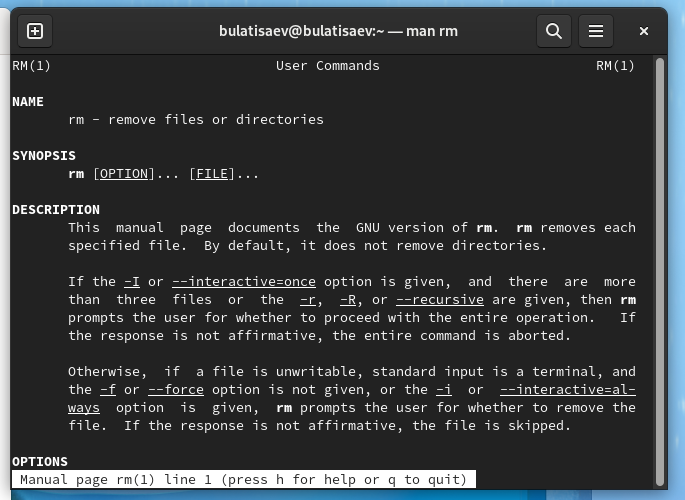 bulatisaev@bulatisaev:~ — man rm
RM(1) User Commands RM(1)
NAME
rm - remove files or directories
SYNOPSIS
rm [OPTION]... [FILE]...
DESCRIPTION
This manual page documents the GNU version of rm. rm removes each
specified file. By default, it does not remove directories.
If the -I or --interactive=once option is given, and there are more
than three files or the -r, -R, or --recursive are given, then rm
prompts the user for whether to proceed with the entire operation. If
the response is not affirmative, the entire command is aborted.
Otherwise, if a file is unwritable, standard input is a terminal, and
the -f or --force option is not given, or the -i or --interactive=al-
ways option is given, rm prompts the user for whether to remove the
file. If the response is not affirmative, the file is skipped.
OPTIONS
Manual page rm(1) line 1 (press h for help or q to quit)